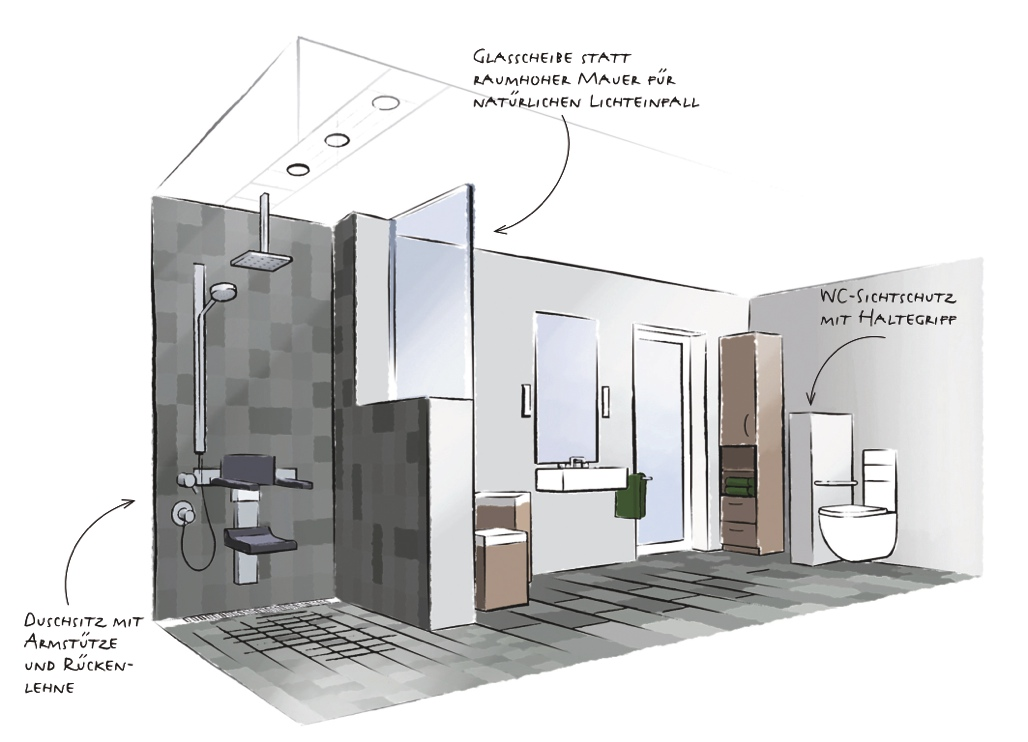 GLASSCHEIBE STATT
RAUMHOHER MAUER FÜR
NATÜRLICHEN LICHTEINFALL
WC-SICHTSCHUTZ
MIT HALTEGRIFF
DUSCHSITZ MIT
ARMSTÜTZE
UND RÜCKEN-
LEHNE